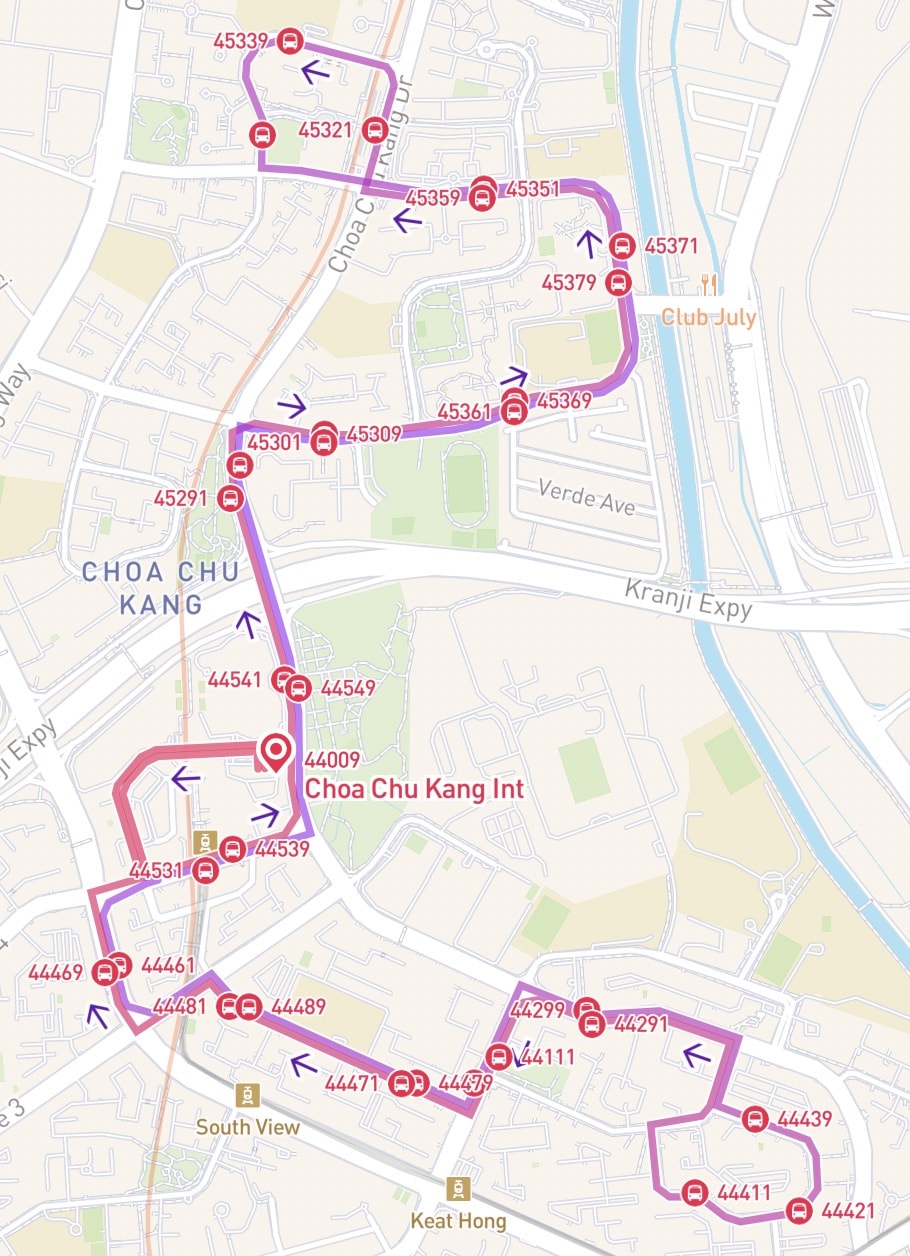 C
W
45339
45321
Choa Chu Kang Dr
45359
45351
45371
45379
Club July
Way
45361
45369
45301
45309
45291
Verde Ave
CHOA CHU
KANG
Kranji Expy
44541
44549
ji Expy
44009
Choa Chu Kang Int
44539
44531
4
44469
44461
44481
44489
44299
44291
44111
44471
44479
e 3
44439
South View
44411
44421
Keat Hong